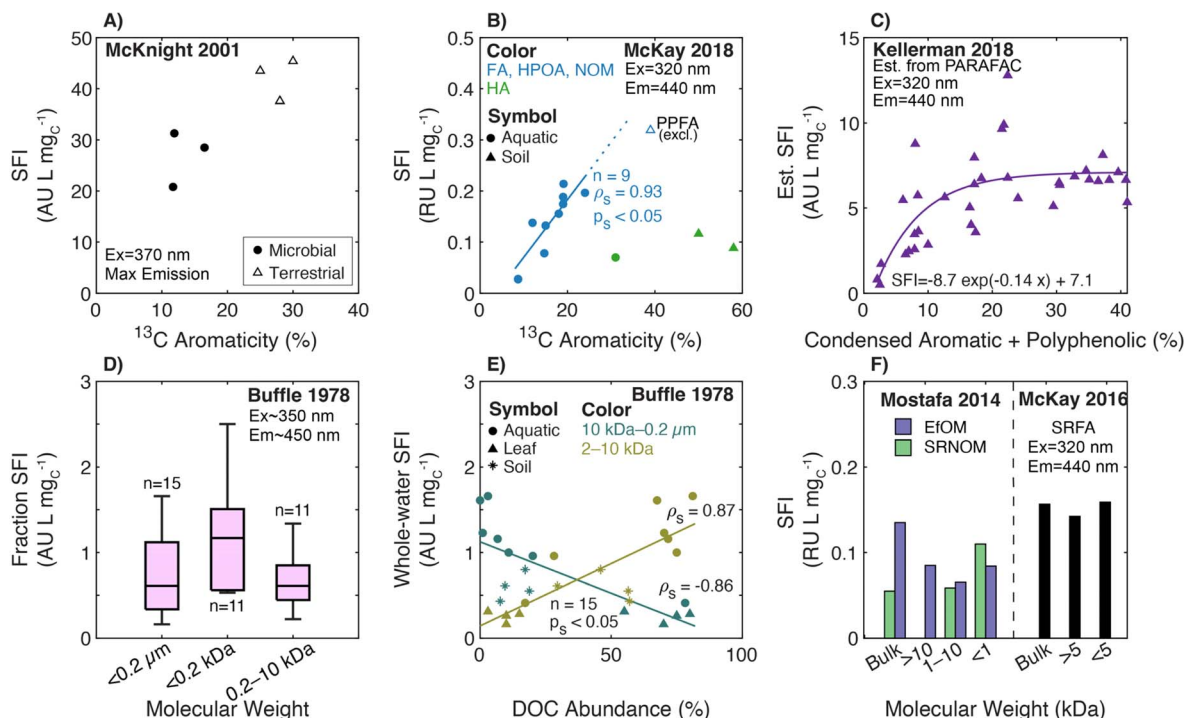 A)
McKnight 2001
50
40
30
20
10
0
SFI
(AU L mg_C^-1)
Ex=370 nm
Max Emission
Microbial
Terrestrial
0 10 20 30 40
13C Aromaticity (%)
B)
Color
McKay 2018
FA, HPOA, NOM
HA
Ex=320 nm
Em=440 nm
Symbol
Aquatic
Soil
PPFA
(excl.)
n = 9
ρs = 0.93
ps < 0.05
0.5
0.4
0.3
0.2
0.1
0
SFI
(RU L mg_C^-1)
0 20 40 60
13C Aromaticity (%)
C)
Kellerman 2018
Est. from PARAFAC
Ex=320 nm
Em=440 nm
15
10
5
0
Est. SFI
(AU L mg_C^-1)
SFI=-8.7 exp(-0.14 x) + 7.1
0 10 20 30 40
Condensed Aromatic + Polyphenolic (%)
D)
Buffle 1978
Ex~350 nm
Em~450 nm
n=15
n=11
n=11
3
2
1
0
Fraction SFI
(AU L mg_C^-1)
<0.2 μm
<0.2 kDa
0.2–10 kDa
Molecular Weight
E)
Buffle 1978
Symbol
Color
Aquatic
Leaf
Soil
10 kDa–0.2 μm
2–10 kDa
ρs = 0.87
ρs = -0.86
n = 15
ps < 0.05
3
2
1
0
Whole-water SFI
(AU L mg_C^-1)
0 50 100
DOC Abundance (%)
F)
Mostafa 2014
EfOM
SRNOM
McKay 2016
SRFA
Ex=320 nm
Em=440 nm
0.3
0.2
0.1
0
SFI
(RU L mg_C^-1)
Bulk
>10
1–10
<1
Bulk
>5
<5
Molecular Weight (kDa)